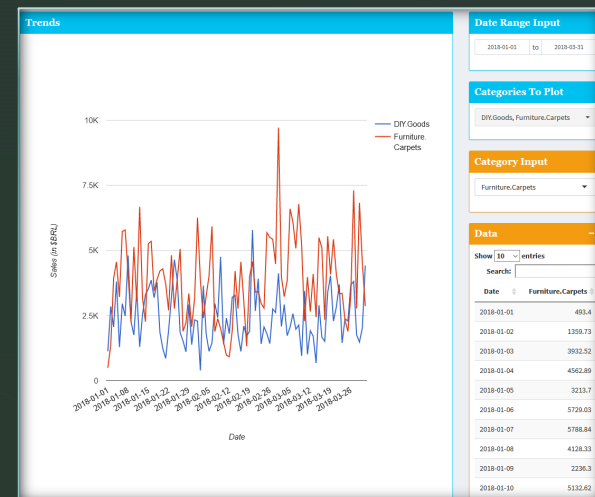 Trends
10K
7.5K
5K
2.5K
0
Sales (in $BRL)
2018-01-01
2018-01-08
2018-01-15
2018-01-22
2018-01-29
2018-02-05
2018-02-12
2018-02-19
2018-02-26
2018-03-05
2018-03-12
2018-03-19
2018-03-26
Date
DIY.Goods
Furniture.
Carpets
Date Range Input
2018-01-01 to 2018-03-31
Categories To Plot
DIY.Goods, Furniture.Carpets
Category Input
Furniture.Carpets
Data
Show 10 entries
Search:
Date Furniture.Carpets
2018-01-01 493.4
2018-01-02 1359.73
2018-01-03 3932.52
2018-01-04 4562.89
2018-01-05 3213.7
2018-01-06 5729.03
2018-01-07 5788.84
2018-01-08 4128.33
2018-01-09 2236.3
2018-01-10 5132.62